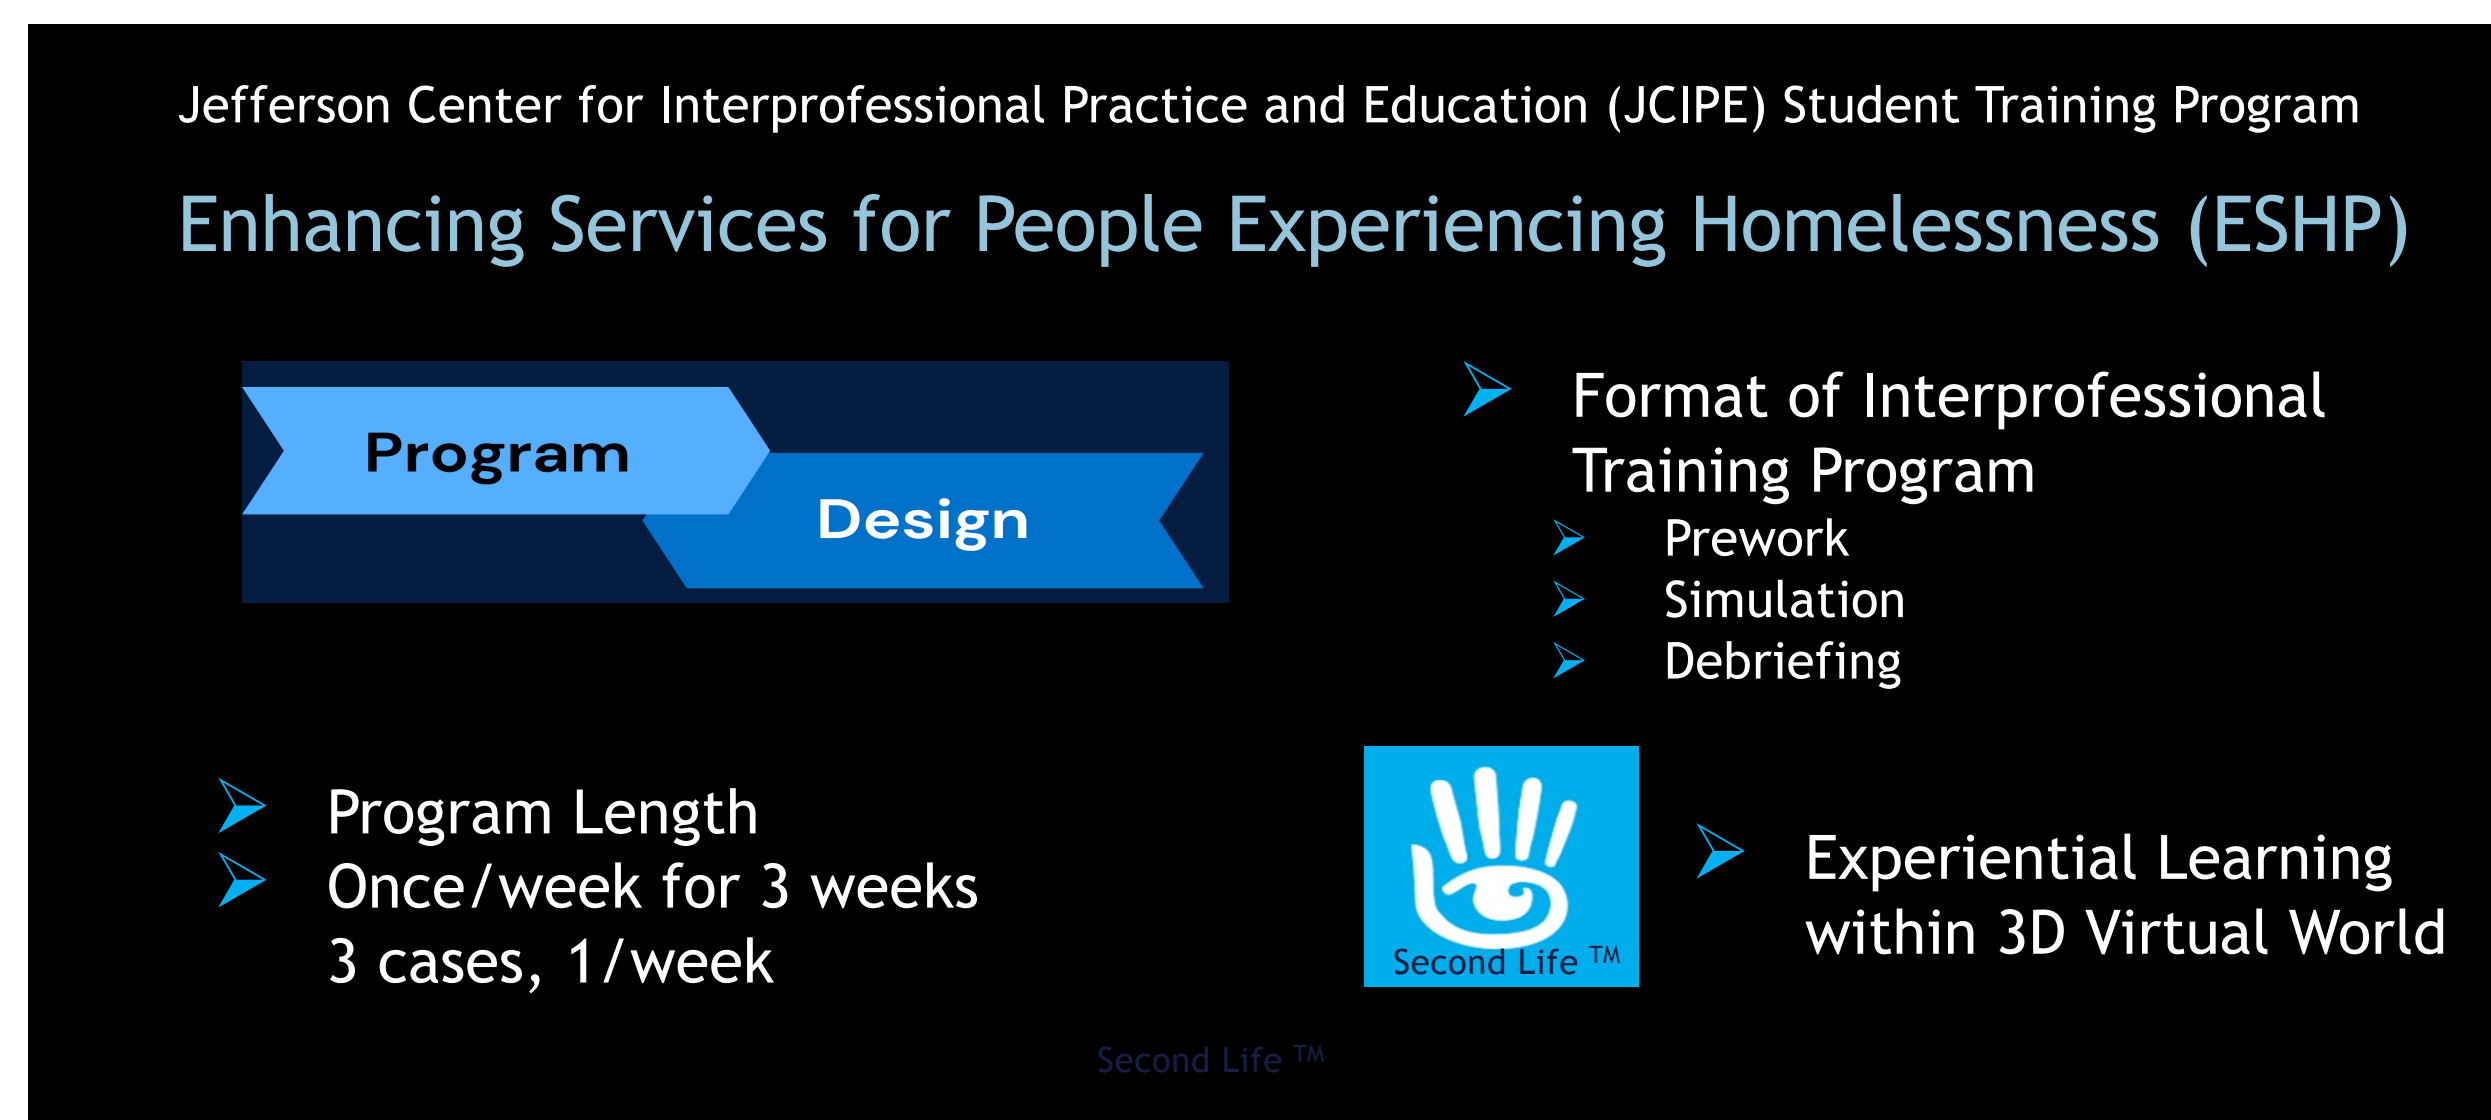 Jefferson Center for Interprofessional Practice and Education (JCIPE) Student Training Program
Enhancing Services for People Experiencing Homelessness (ESHP)
Program
Design
Format of Interprofessional
Training Program
Prework
Simulation
Debriefing
Program Length
Once/week for 3 weeks
3 cases, 1/week
Second Life TM
Experiential Learning
within 3D Virtual World
Second Life TM